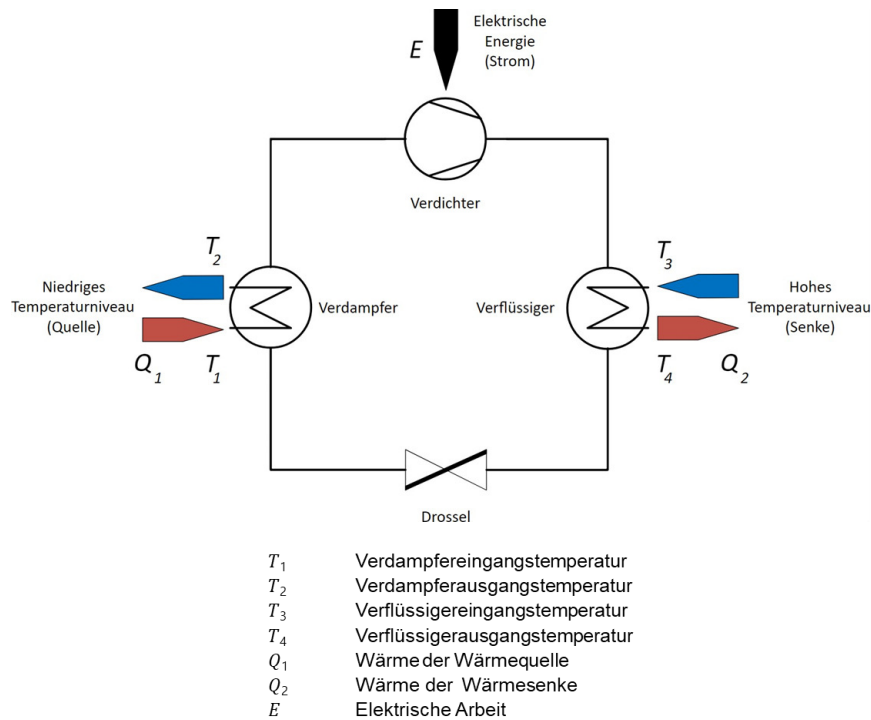 Elektrische
Energie
(Strom)
E
Verdichter
T2
T3
Niedriges
Temperaturniveau
(Quelle)
Verdampfer
Verflüssiger
Hohes
Temperaturniveau
(Senke)
Q1
T1
T4
Q2
Drossel
T1 Verdampfereingangstemperatur
T2 Verdampferausgangstemperatur
T3 Verflüssigereingangstemperatur
T4 Verflüssigerausgangstemperatur
Q1 Wärme der Wärmequelle
Q2 Wärme der Wärmesenke
E Elektrische Arbeit